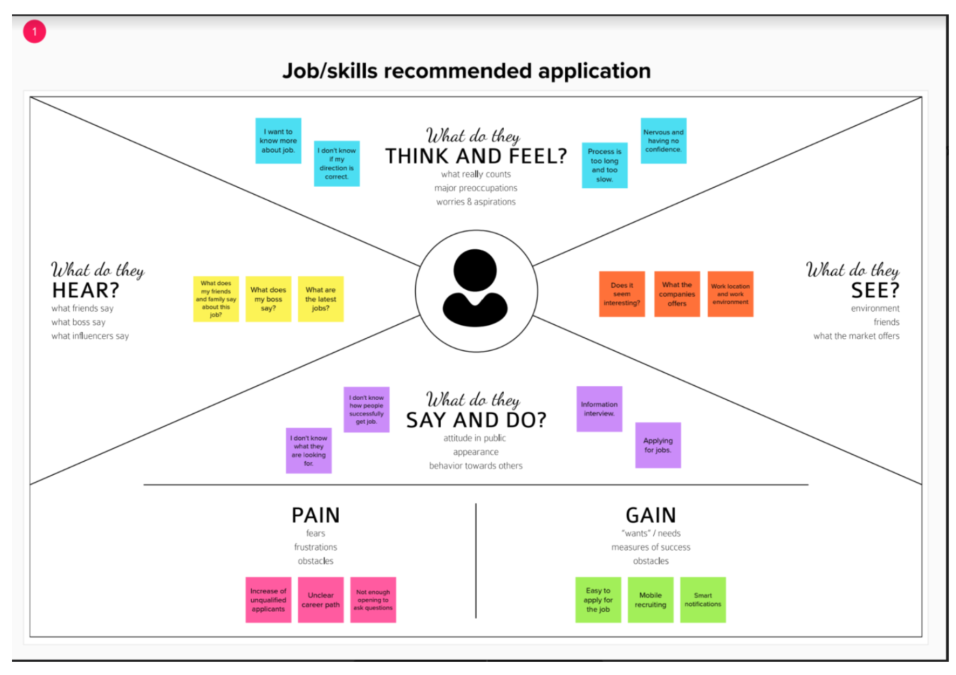 1
Job/skills recommended application
I want to
know more
about job.
I don't know
if my
direction is
correct.
What do they
THINK AND FEEL?
what really counts
major preoccupations
worries & aspirations
Process is
too long
and too
slow.
Nervous and
having no
confidence.
What do they
HEAR?
what friends say
what boss say
what influencers say
What does
my friends
and family say
about this
job?
What does
my boss
say?
What are
the latest
jobs?
Does it
seem
interesting?
What the
companies
offers
Work location
and work
environment
What do they
SEE?
environment
friends
what the market offers
I don't know
how people
successfully
get job.
I don't know
what they
are looking
for.
What do they
SAY AND DO?
attitude in public
appearance
behavior towards others
Information
interview.
Applying
for jobs.
PAIN
fears
frustrations
obstacles
Increase of
unqualified
applicants
Unclear
career path
Not enough
opening to
ask questions
GAIN
"wants" / needs
measures of success
obstacles
Easy to
apply for
the job
Mobile
recruiting
Smart
notifications